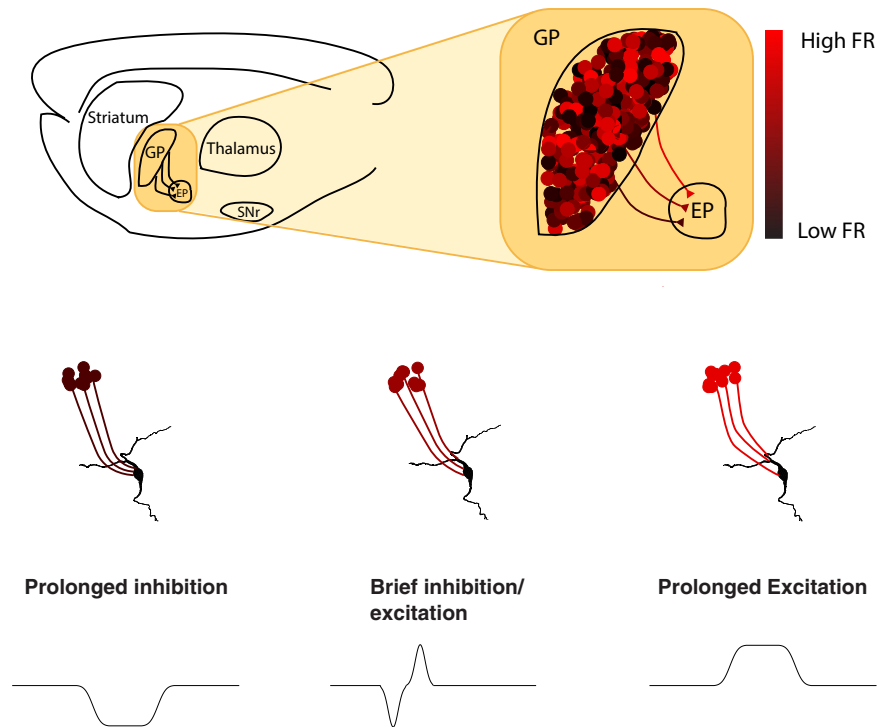 GP
High FR
Striatum
GP
Thalamus
EP
SNr
EP
Low FR
Prolonged inhibition
Brief inhibition/
excitation
Prolonged Excitation